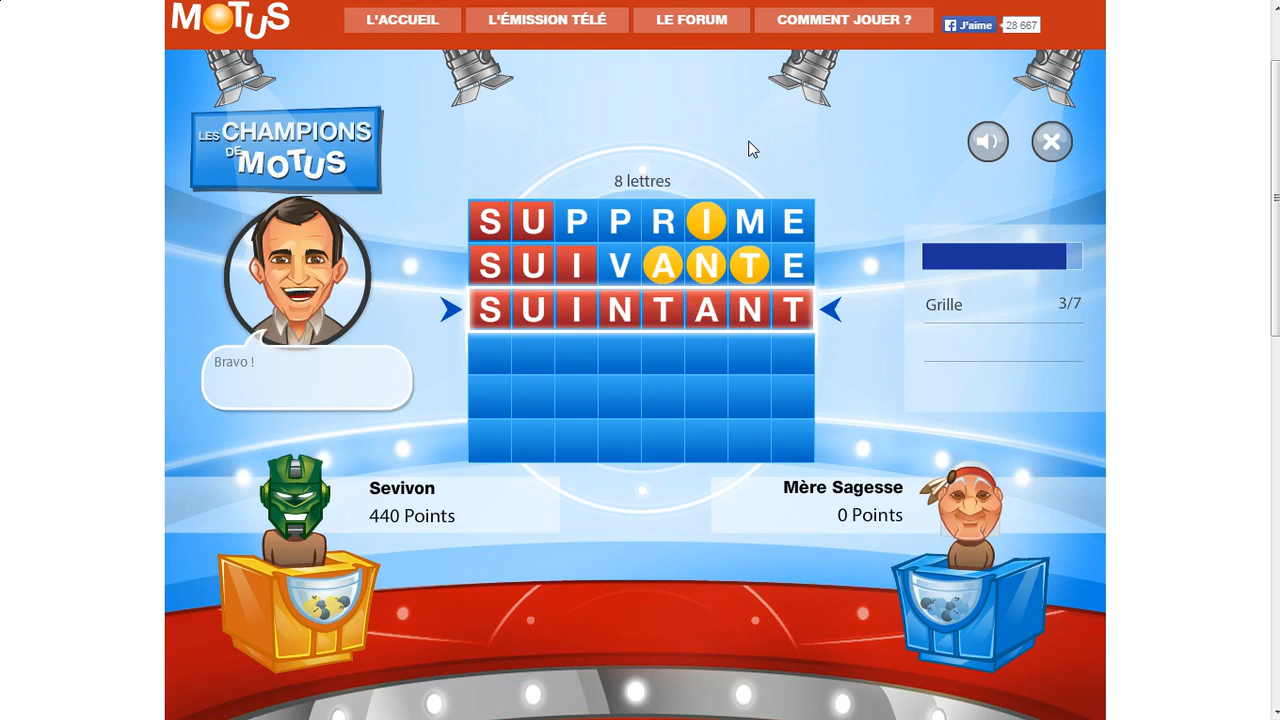 MOTUS
L'ACCUEIL
L'ÉMISSION TÉLÉ
LE FORUM
COMMENT JOUER ?
J'aime
28 667
LES CHAMPIONS
DE MOTUS
8 lettres
SUPPRIME
SUIVANTE
SUINTANT
Grille 3/7
Bravo !
Sevivon
440 Points
Mère Sagesse
0 Points